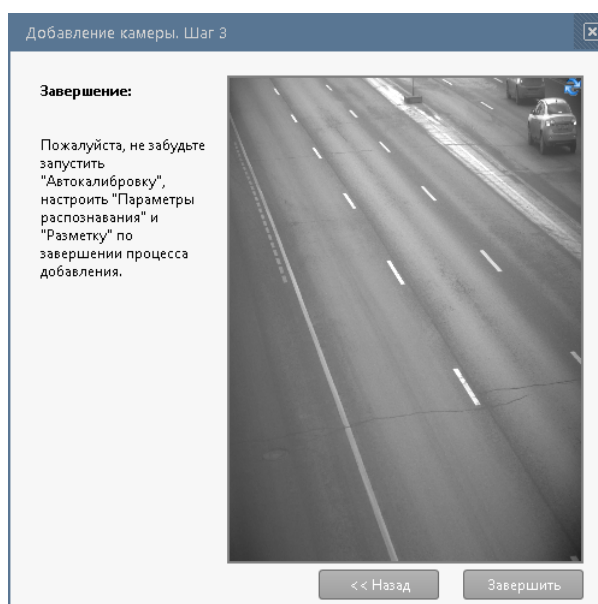 Добавление камеры. Шаг 3
Завершение:
Пожалуйста, не забудьте
запустить
"Автокалибровку",
настроить "Параметры
распознавания" и
"Разметку" по
завершении процесса
добавления.
<< Назад
Завершить